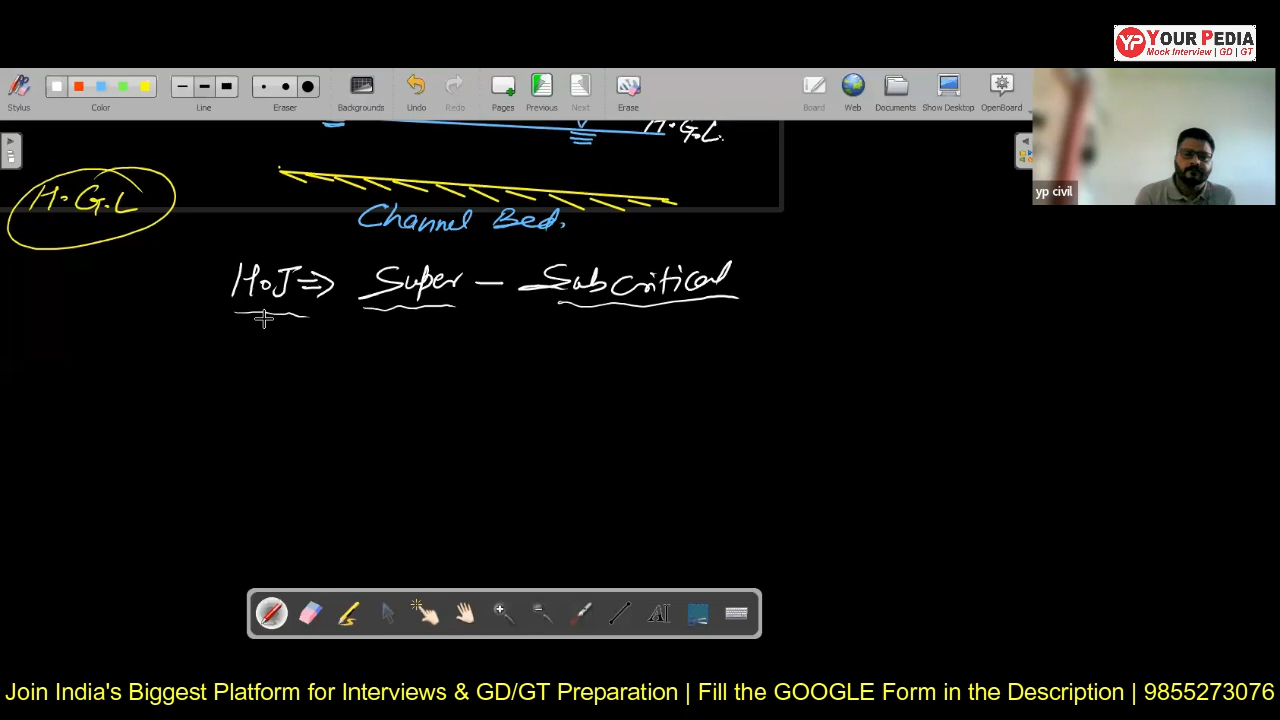 YP YOUR PEDIA
Mock Interview | GD | GT
Stylus Color Line Eraser Backgrounds Undo Redo Pages Previous Next Erase Board Web Documents Show Desktop OpenBoard
H.G.L.
yp civil
H.G.L
Channel Bed.
H.J ⇒ Super - Subcritical
Join India's Biggest Platform for Interviews & GD/GT Preparation | Fill the GOOGLE Form in the Description | 9855273076